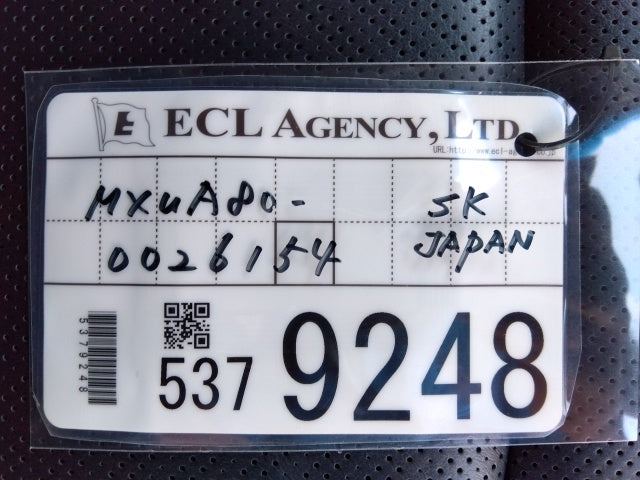 E ECL AGENCY, LTD.
MXUA80- SK
0026154 JAPAN
5379248
537 9248